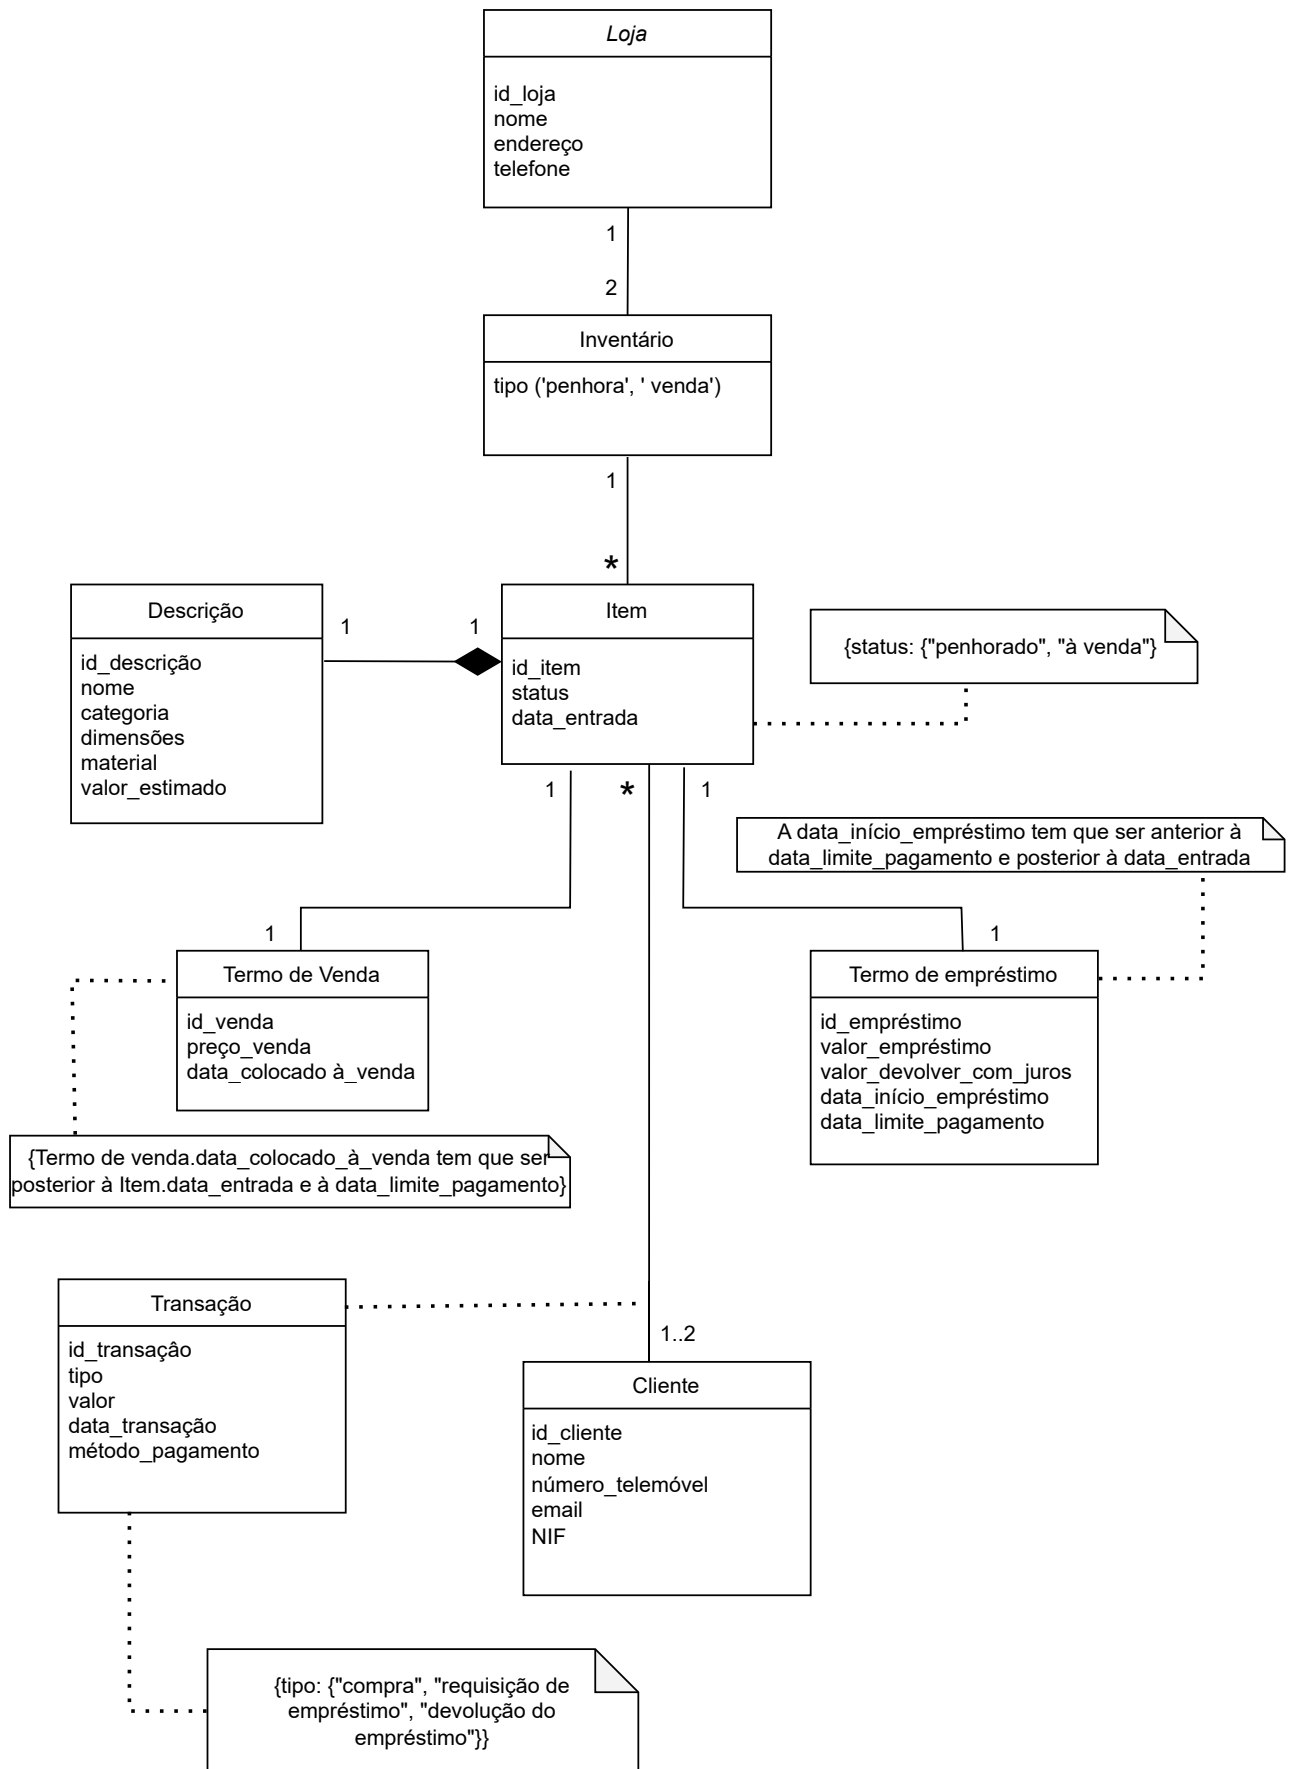 Loja
id_loja
nome
endereço
telefone
1
2
Inventário
tipo ('penhora', ' venda')
1
*
Descrição
id_descrição
nome
categoria
dimensões
material
valor_estimado
1
1
Item
id_item
status
data_entrada
{status: {"penhorado", "à venda"}
1
*
1
A data_início_empréstimo tem que ser anterior à
data_limite_pagamento e posterior à data_entrada
1
1
Termo de Venda
id_venda
preço_venda
data_colocado à_venda
Termo de empréstimo
id_empréstimo
valor_empréstimo
valor_devolver_com_juros
data_início_empréstimo
data_limite_pagamento
{Termo de venda.data_colocado_à_venda tem que ser
posterior à Item.data_entrada e à data_limite_pagamento}
Transação
id_transaçâo
tipo
valor
data_transação
método_pagamento
1..2
Cliente
id_cliente
nome
número_telemóvel
email
NIF
{tipo: {"compra", "requisição de
empréstimo", "devolução do
empréstimo"}}